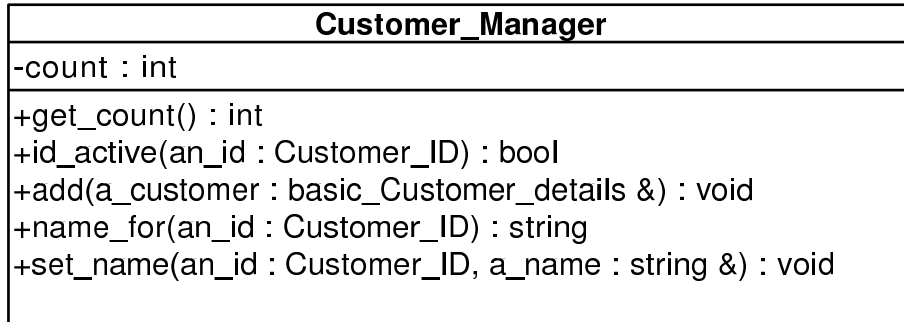 Customer_Manager
-count : int
+get_count() : int
+id_active(an_id : Customer_ID) : bool
+add(a_customer : basic_Customer_details &) : void
+name_for(an_id : Customer_ID) : string
+set_name(an_id : Customer_ID, a_name : string &) : void